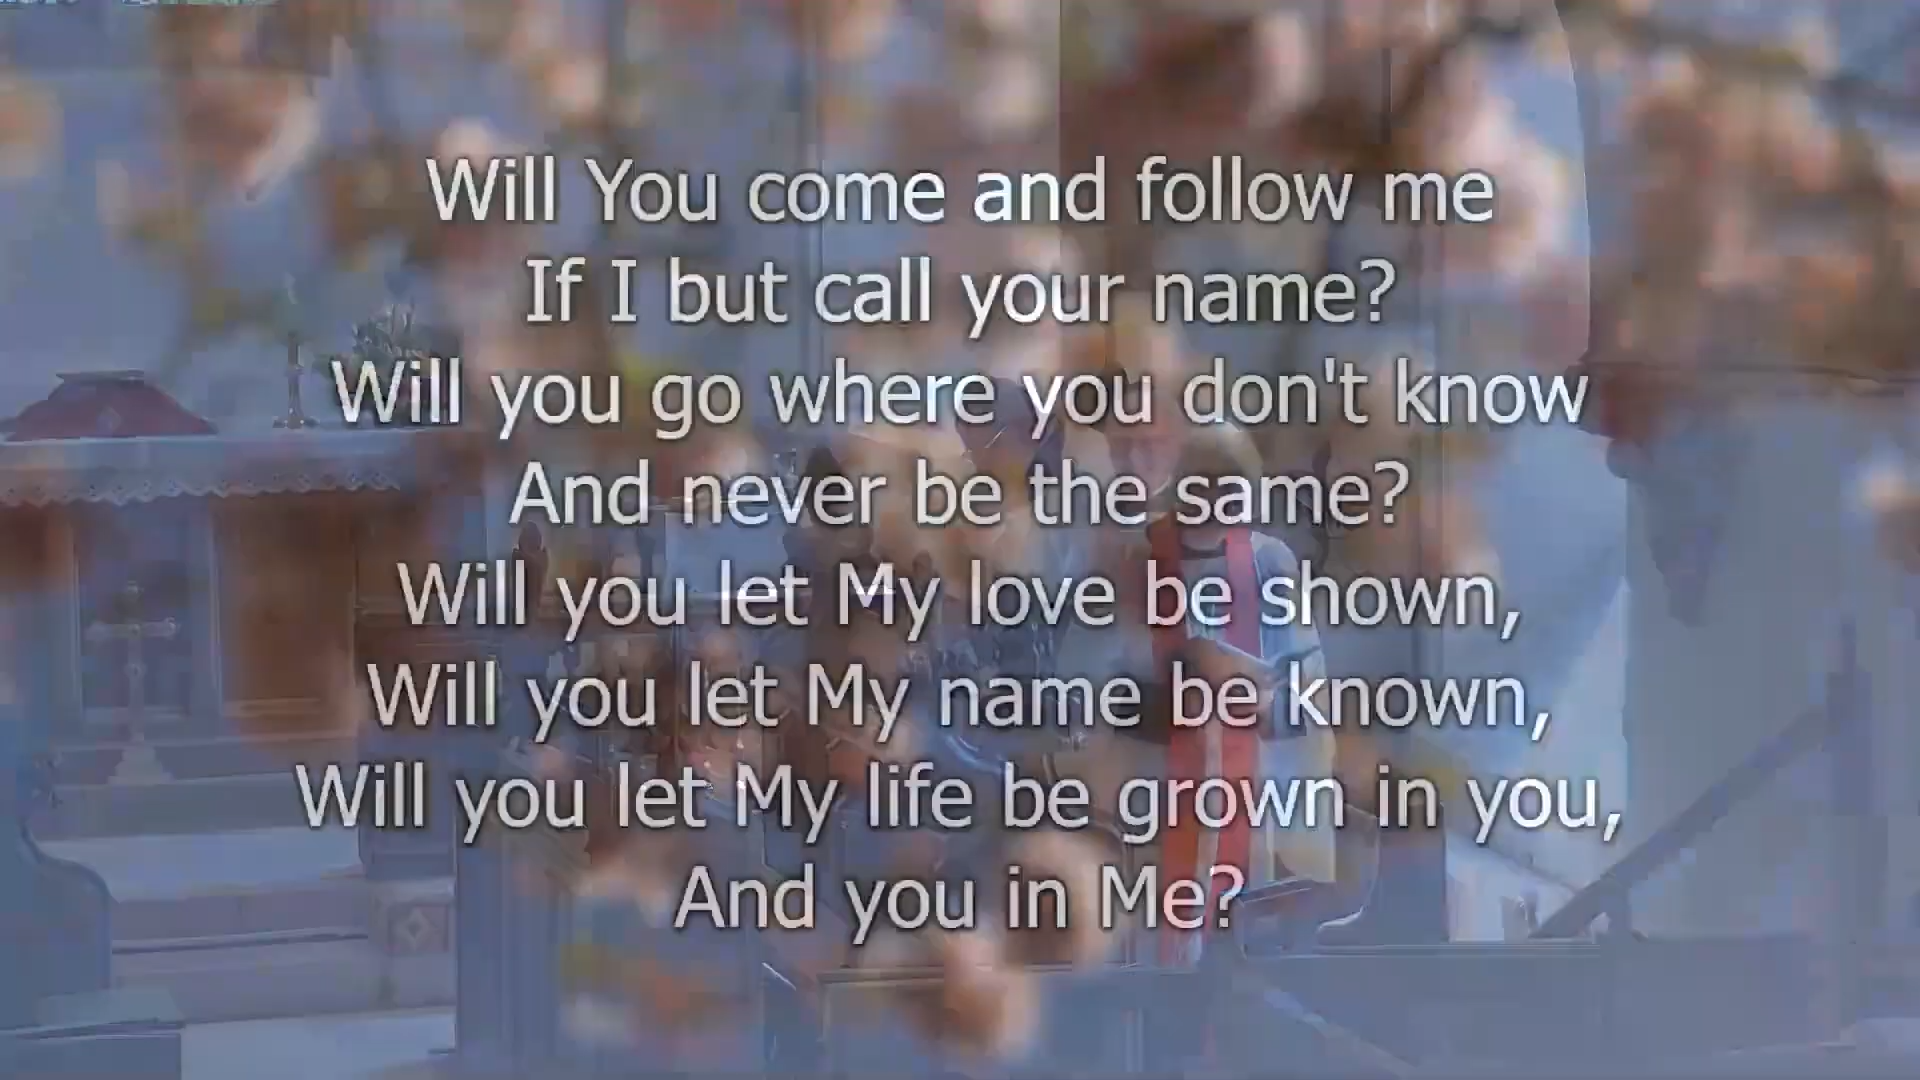 Will You come and follow me
If I but call your name?
Will you go where you don't know
And never be the same?
Will you let My love be shown,
Will you let My name be known,
Will you let My life be grown in you,
And you in Me?